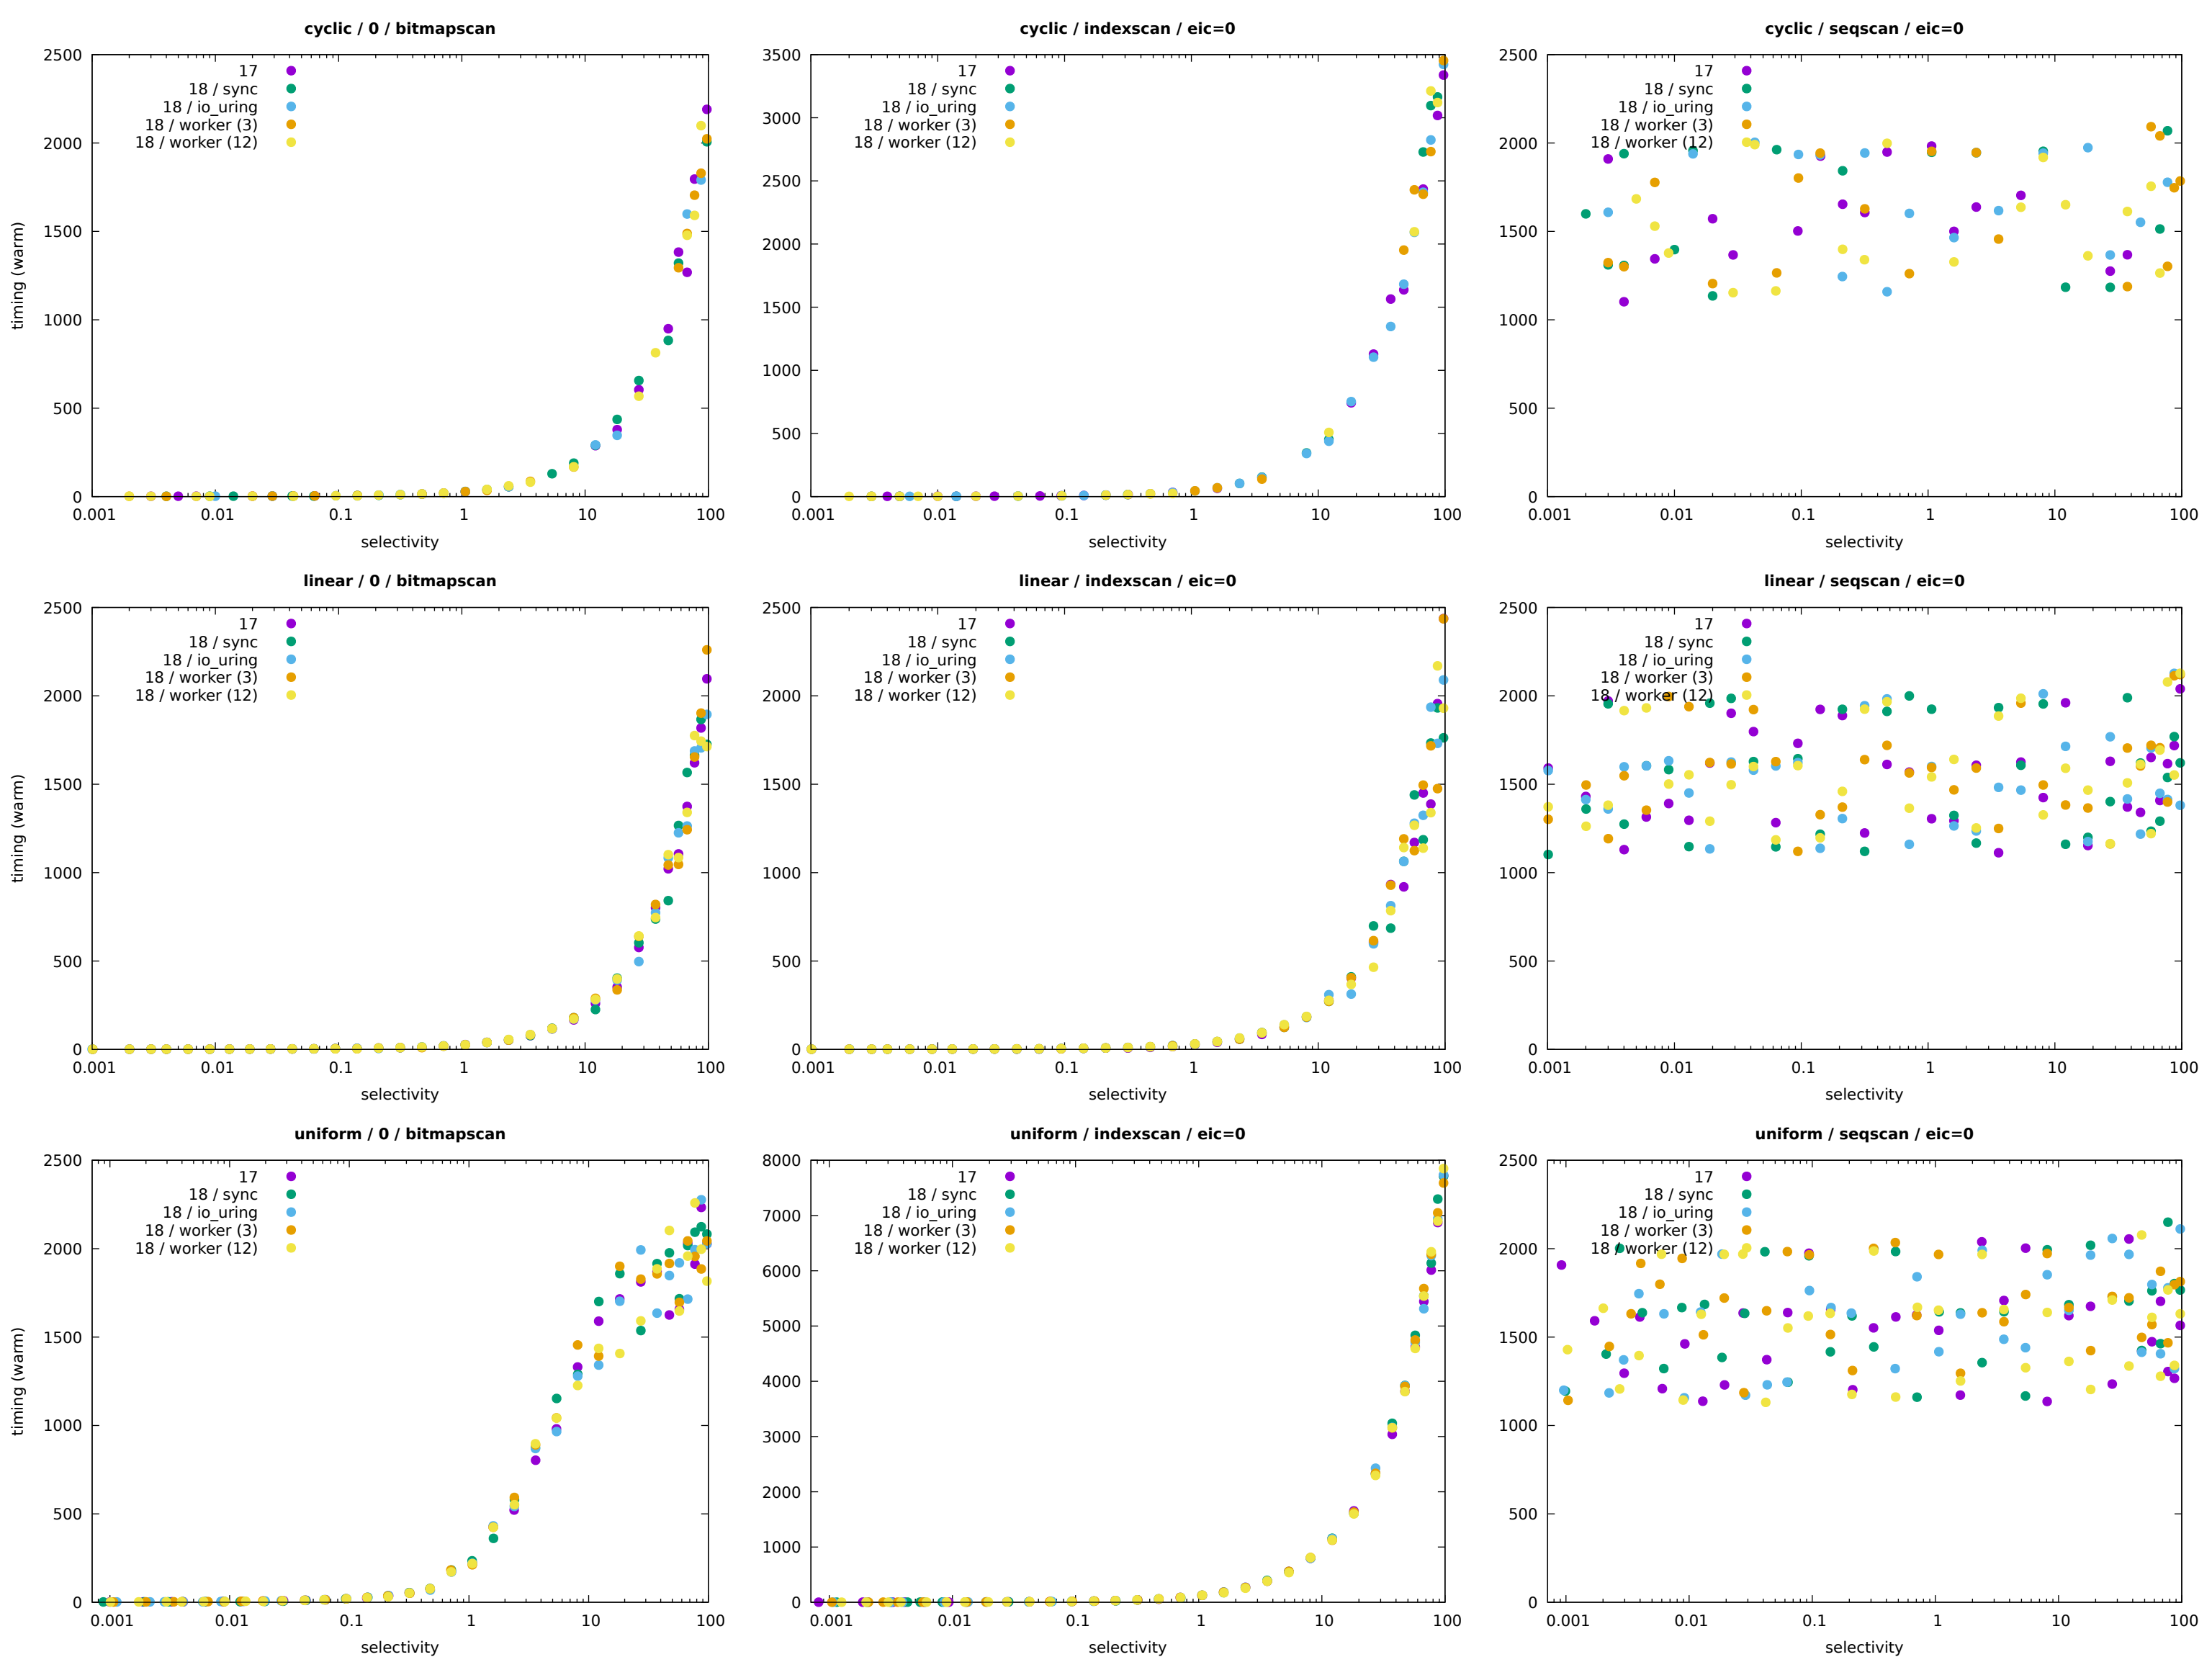 cyclic / 0 / bitmapscan
timing (warm)
2500
2000
1500
1000
500
0
17
18 / sync
18 / io_uring
18 / worker (3)
18 / worker (12)
0.001 0.01 0.1 1 10 100
selectivity
cyclic / indexscan / eic=0
3500
3000
2500
2000
1500
1000
500
0
17
18 / sync
18 / io_uring
18 / worker (3)
18 / worker (12)
0.001 0.01 0.1 1 10 100
selectivity
cyclic / seqscan / eic=0
2500
2000
1500
1000
500
0
17
18 / sync
18 / io_uring
18 / worker (3)
18 / worker (12)
0.001 0.01 0.1 1 10 100
selectivity
linear / 0 / bitmapscan
timing (warm)
2500
2000
1500
1000
500
0
17
18 / sync
18 / io_uring
18 / worker (3)
18 / worker (12)
0.001 0.01 0.1 1 10 100
selectivity
linear / indexscan / eic=0
2500
2000
1500
1000
500
0
17
18 / sync
18 / io_uring
18 / worker (3)
18 / worker (12)
0.001 0.01 0.1 1 10 100
selectivity
linear / seqscan / eic=0
2500
2000
1500
1000
500
0
17
18 / sync
18 / io_uring
18 / worker (3)
18 / worker (12)
0.001 0.01 0.1 1 10 100
selectivity
uniform / 0 / bitmapscan
timing (warm)
2500
2000
1500
1000
500
0
17
18 / sync
18 / io_uring
18 / worker (3)
18 / worker (12)
0.001 0.01 0.1 1 10 100
selectivity
uniform / indexscan / eic=0
8000
7000
6000
5000
4000
3000
2000
1000
0
17
18 / sync
18 / io_uring
18 / worker (3)
18 / worker (12)
0.001 0.01 0.1 1 10 100
selectivity
uniform / seqscan / eic=0
2500
2000
1500
1000
500
0
17
18 / sync
18 / io_uring
18 / worker (3)
18 / worker (12)
0.001 0.01 0.1 1 10 100
selectivity